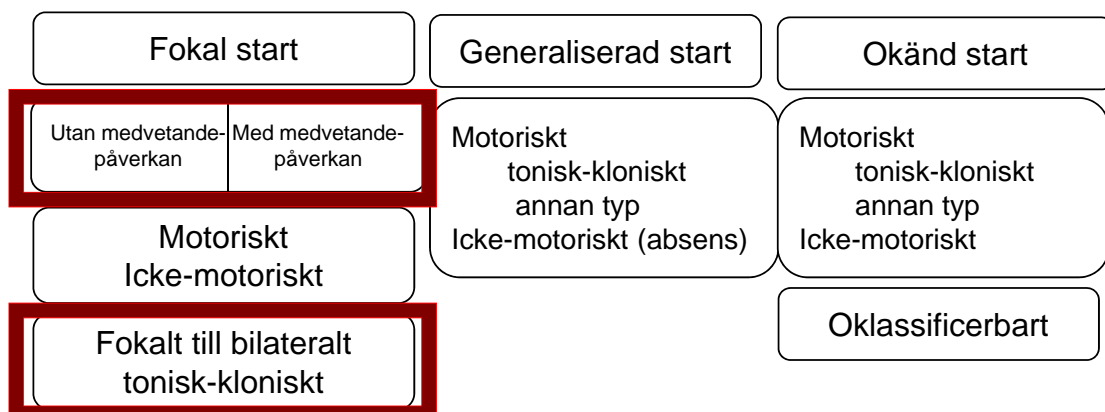 Fokal start
Utan medvetande-
påverkan
Med medvetande-
påverkan
Motoriskt
Icke-motoriskt
Fokalt till bilateralt
tonisk-kloniskt
Generaliserad start
Motoriskt
tonisk-kloniskt
annan typ
Icke-motoriskt (absens)
Okänd start
Motoriskt
tonisk-kloniskt
annan typ
Icke-motoriskt
Oklassificerbart